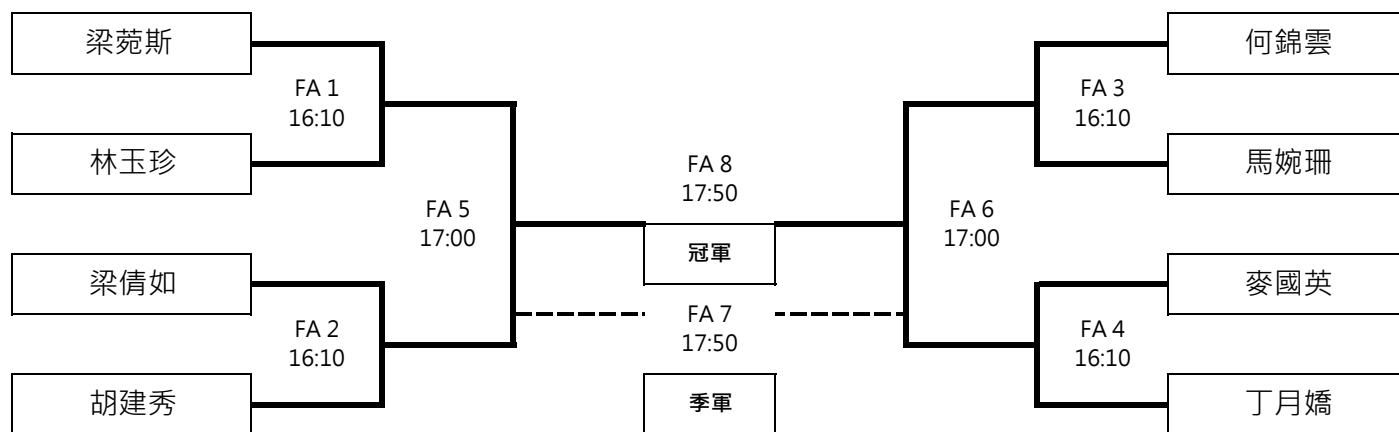 梁菀斯
何錦雲
FA 1
16:10
FA 3
16:10
林玉珍
FA 8
17:50
馬婉珊
FA 5
17:00
FA 6
17:00
冠軍
梁倩如
麥國英
FA 7
17:50
FA 2
16:10
FA 4
16:10
胡建秀
季軍
丁月嬌